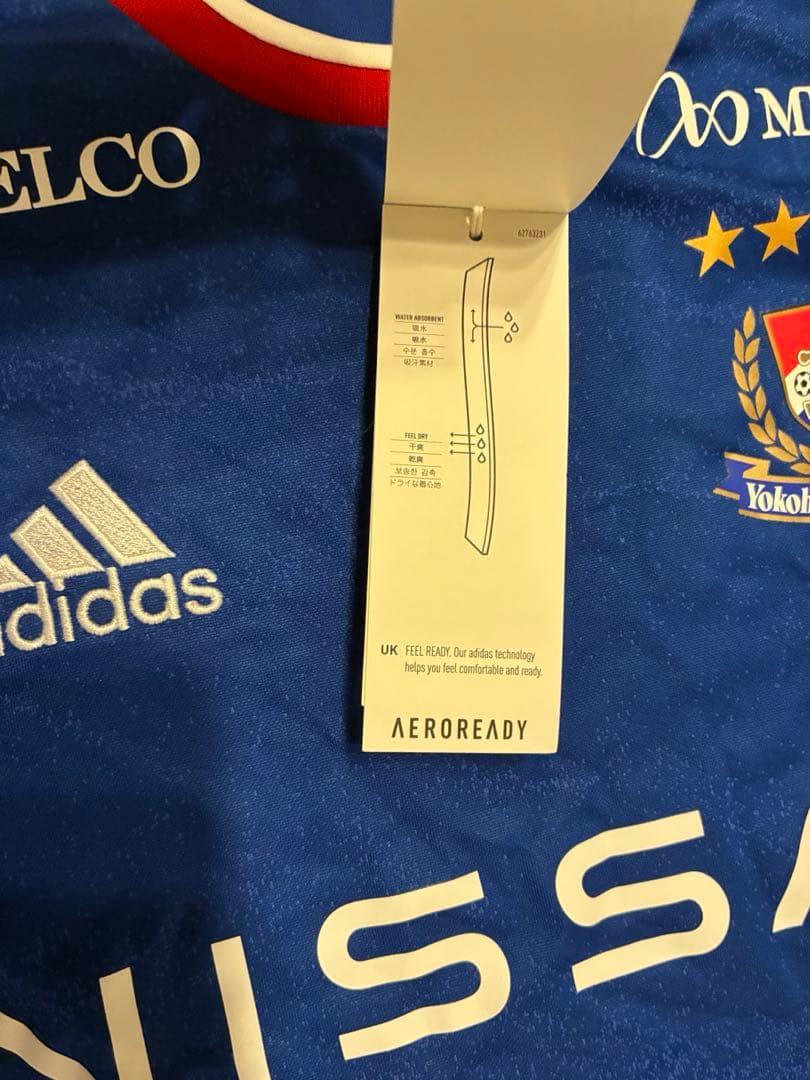 ELCO
M
62763231
WATER ABSORBENT
吸水
吸水
수분 흡수
吸汗素材
FEEL DRY
干爽
乾爽
보송한 감촉
ドライな着心地
adidas
Yokoh
UK FEEL READY. Our adidas technology
helps you feel comfortable and ready.
AEROREADY
NISSA